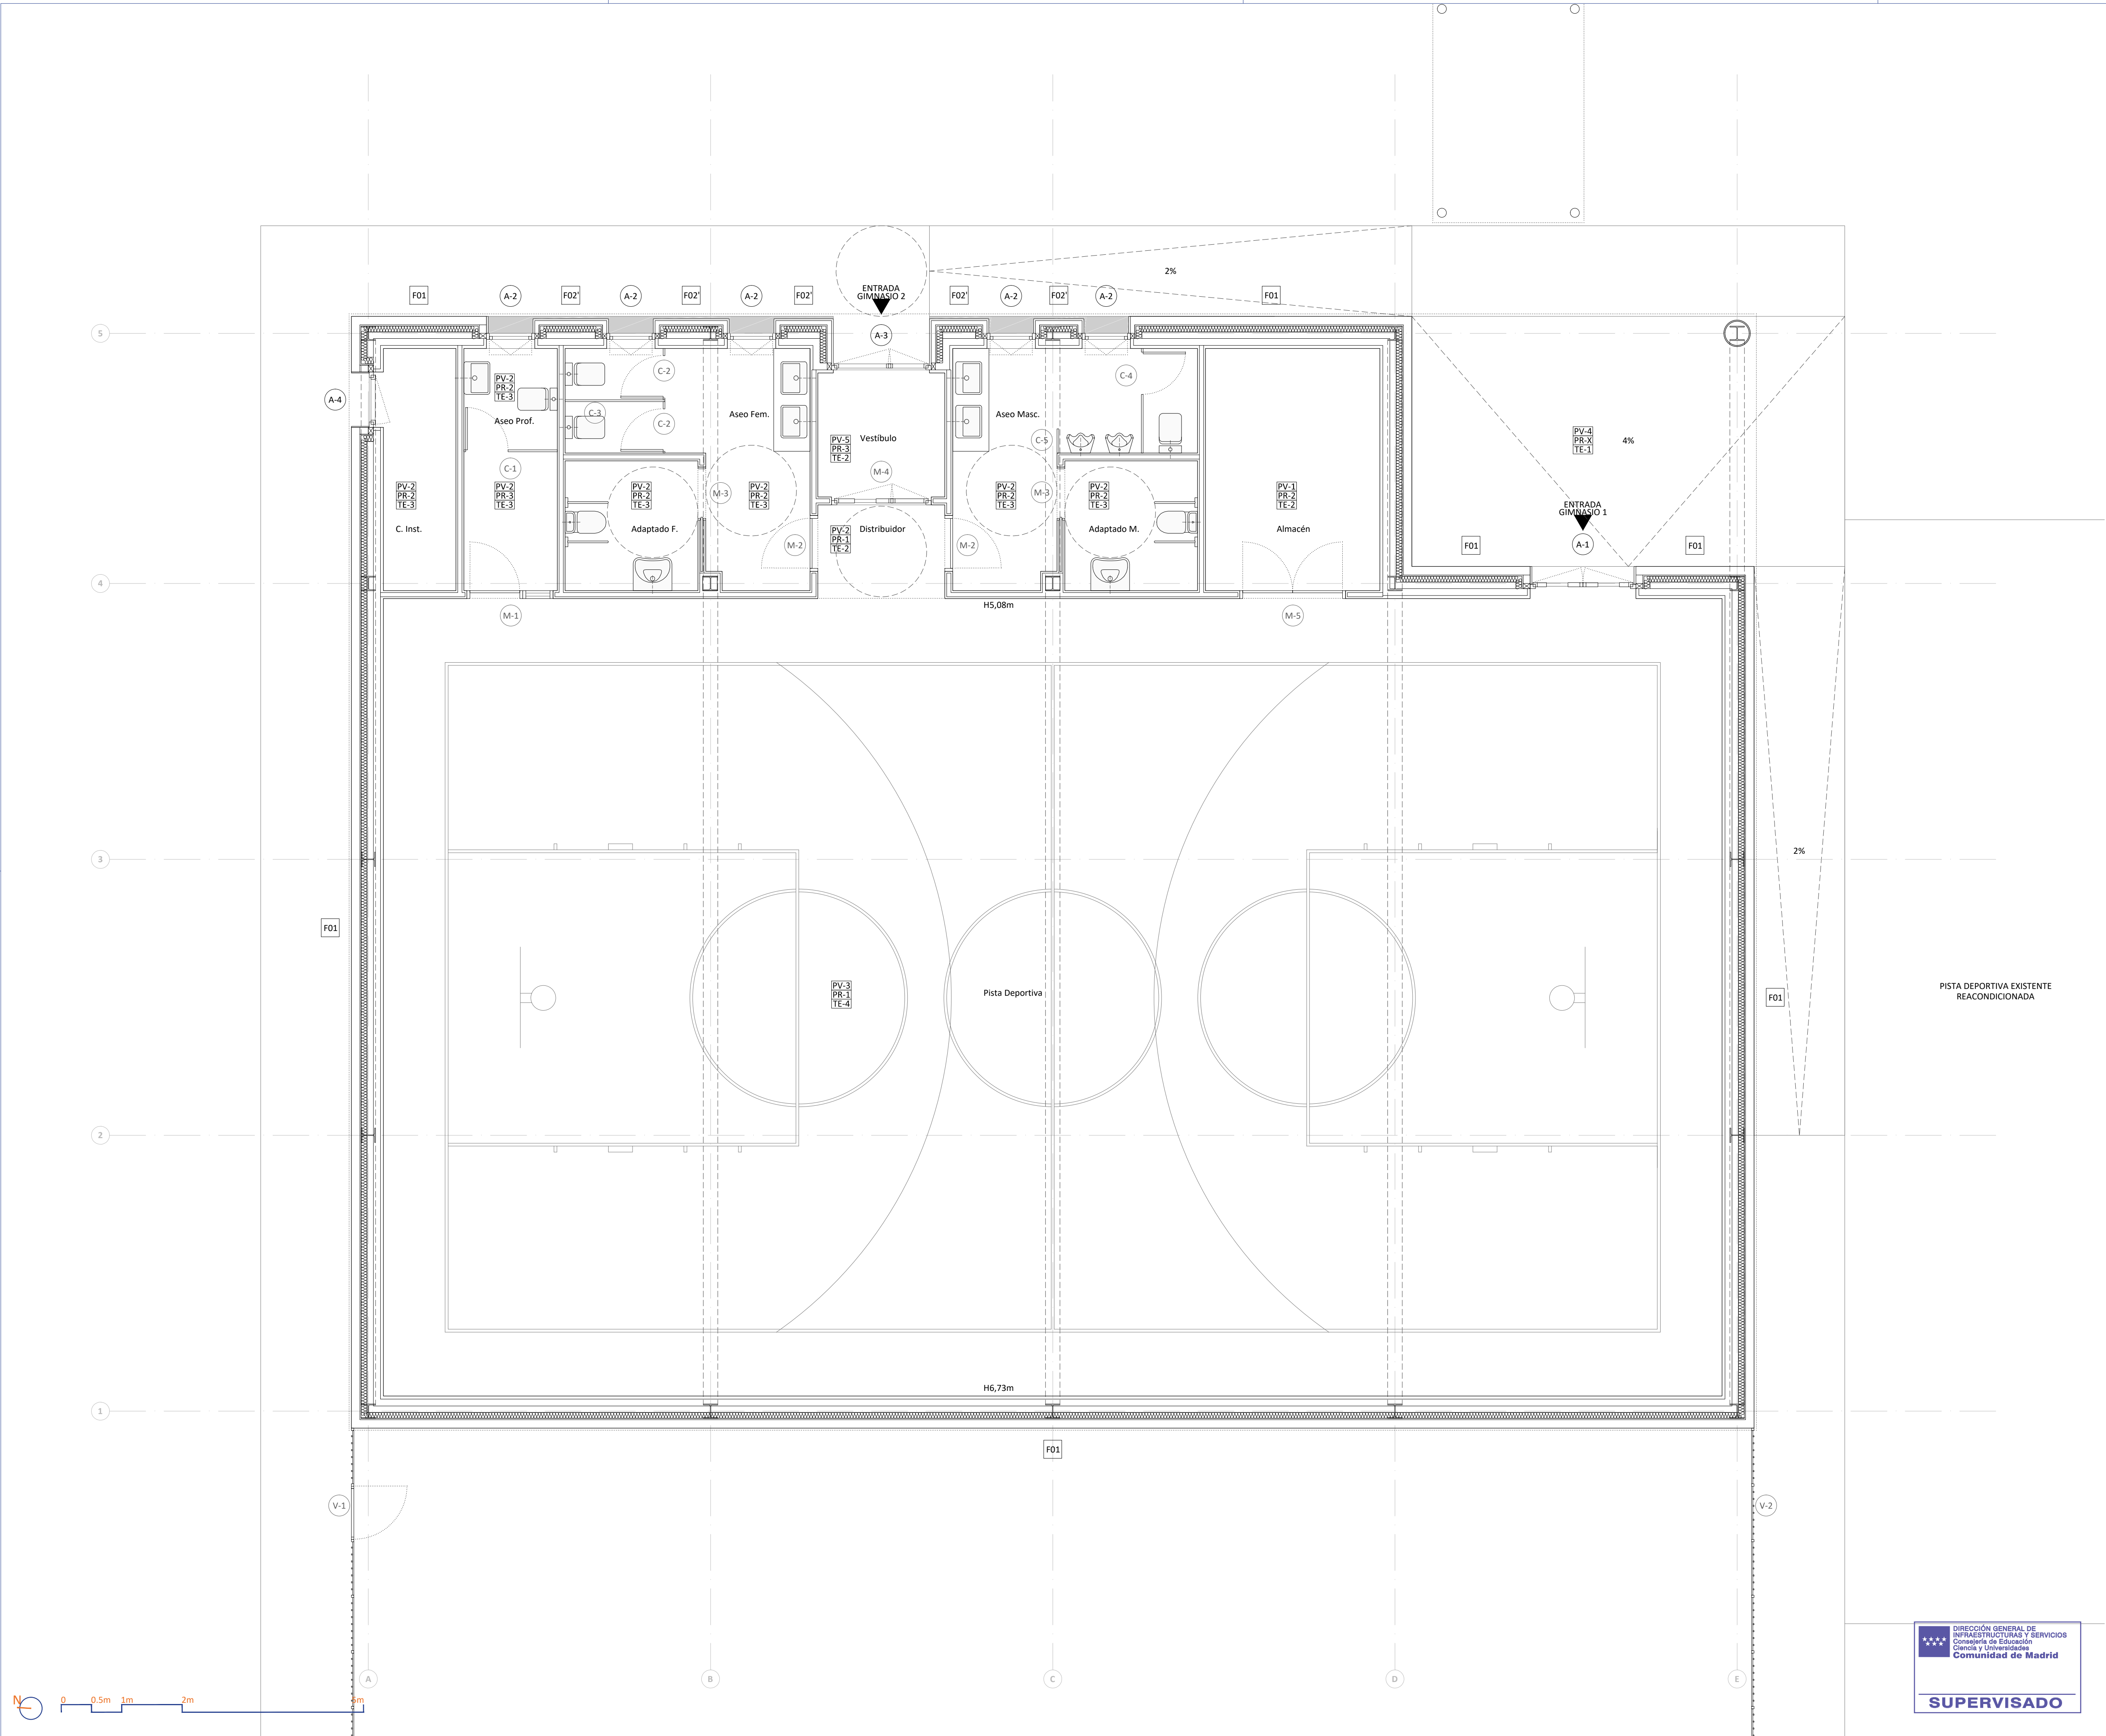 2%
F01
A-2
F02'
A-2
F02'
A-2
F02'
ENTRADA
GIMNASIO 2
F02'
A-2
F02'
A-2
F01
5
A-3
A-4
PV-2
PR-2
TE-3
Aseo Prof.
C-2
C-3
C-2
Aseo Fem.
Vestíbulo
PV-5
PR-3
TE-2
Aseo Masc.
C-4
C-5
PV-4
PR-X
TE-1
4%
C-1
M-4
PV-2
PR-2
TE-3
C. Inst.
PV-2
PR-3
TE-3
PV-2
PR-2
TE-3
Adaptado F.
M-3
PV-2
PR-2
TE-3
Distribuidor
PV-2
PR-1
TE-2
M-2
M-2
PV-2
PR-2
TE-3
M-3
PV-2
PR-2
TE-3
Adaptado M.
PV-1
PR-2
TE-2
Almacén
ENTRADA
GIMNASIO 1
F01
A-1
F01
4
M-1
H5,08m
M-5
3
2%
F01
PV-3
PR-1
TE-4
Pista Deportiva
F01
PISTA DEPORTIVA EXISTENTE
REACONDICIONADA
2
H6,73m
1
F01
V-1
V-2
A
B
C
D
E
N
0 0.5m 1m 2m 5m
DIRECCIÓN GENERAL DE
INFRAESTRUCTURAS Y SERVICIOS
Consejería de Educación
Ciencia y Universidades
Comunidad de Madrid
SUPERVISADO